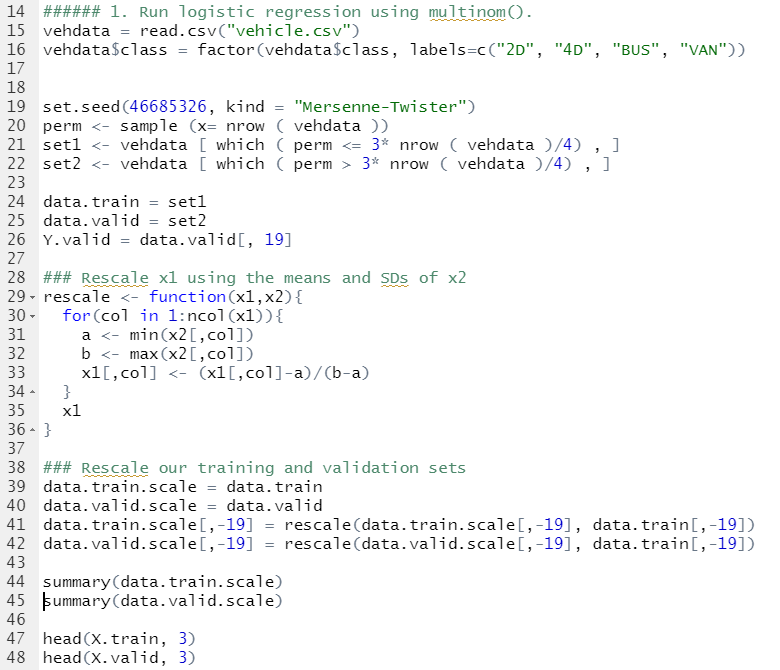 14 ###### 1. Run logistic regression using multinom().
15 vehdata = read.csv("vehicle.csv")
16 vehdata$class = factor(vehdata$class, labels=c("2D", "4D", "BUS", "VAN"))
17
18
19 set.seed(46685326, kind = "Mersenne-Twister")
20 perm <- sample (x= nrow ( vehdata ))
21 set1 <- vehdata [ which ( perm <= 3* nrow ( vehdata )/4) , ]
22 set2 <- vehdata [ which ( perm > 3* nrow ( vehdata )/4) , ]
23
24 data.train = set1
25 data.valid = set2
26 Y.valid = data.valid[, 19]
27
28 ### Rescale x1 using the means and SDs of x2
29 rescale <- function(x1,x2){
30   for(col in 1:ncol(x1)){
31     a <- min(x2[,col])
32     b <- max(x2[,col])
33     x1[,col] <- (x1[,col]-a)/(b-a)
34   }
35   x1
36 }
37
38 ### Rescale our training and validation sets
39 data.train.scale = data.train
40 data.valid.scale = data.valid
41 data.train.scale[,-19] = rescale(data.train.scale[,-19], data.train[,-19])
42 data.valid.scale[,-19] = rescale(data.valid.scale[,-19], data.train[,-19])
43
44 summary(data.train.scale)
45 summary(data.valid.scale)
46
47 head(X.train, 3)
48 head(X.valid, 3)